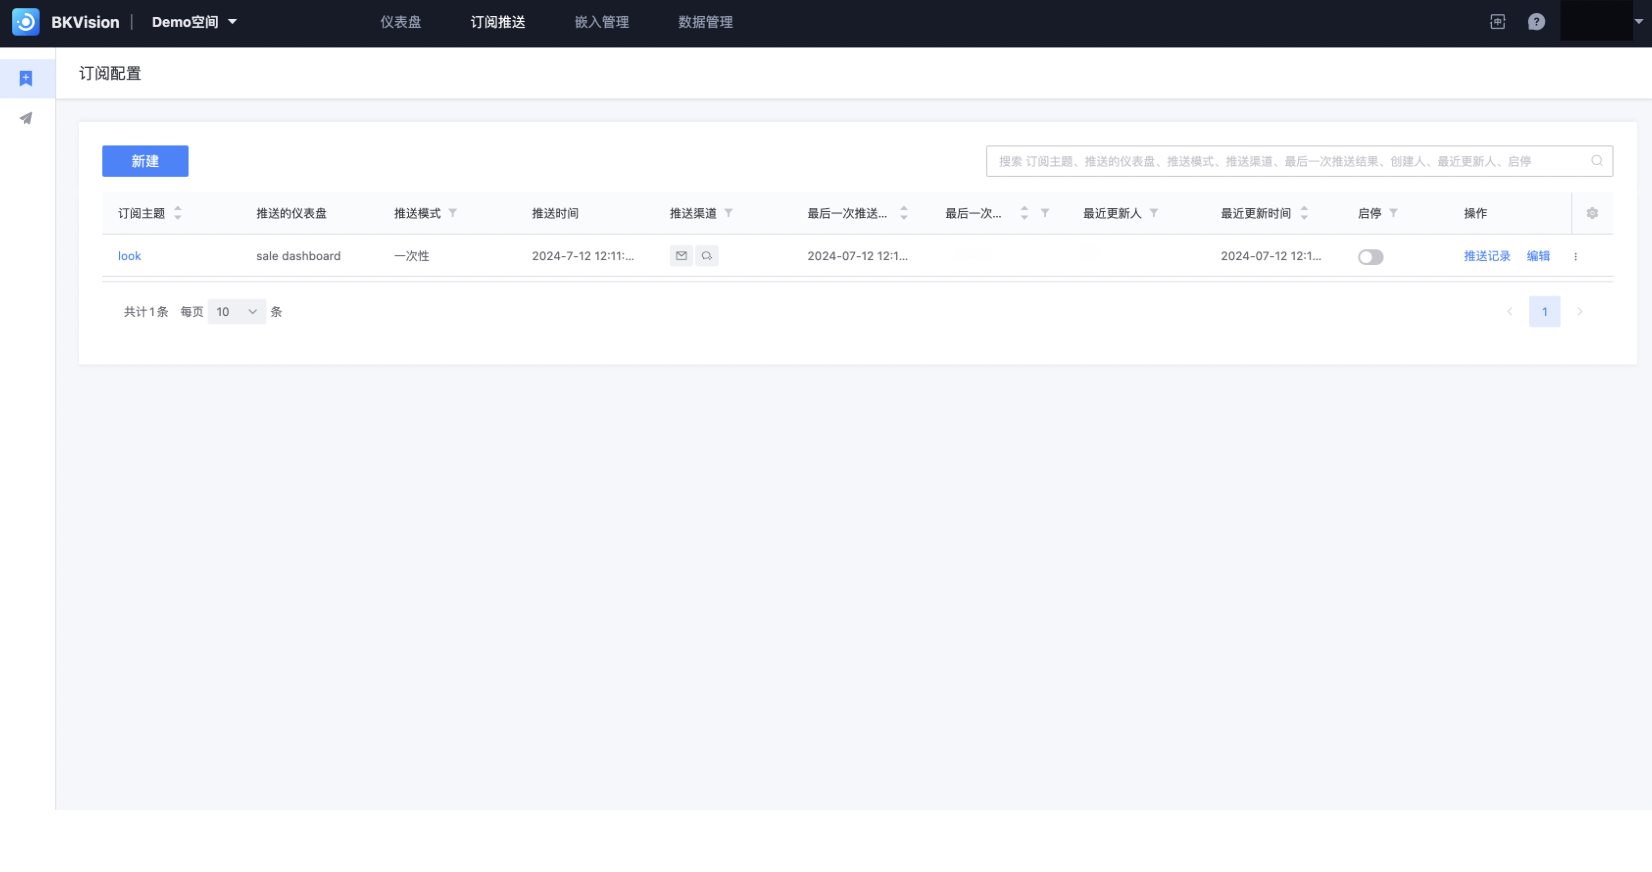 BKVision | Demo空间 仪表盘 订阅推送 嵌入管理 数据管理
订阅配置
新建 搜索 订阅主题、推送的仪表盘、推送模式、推送渠道、最后一次推送结果、创建人、最近更新人、启停
订阅主题 推送的仪表盘 推送模式 推送时间 推送渠道 最后一次推送... 最后一次... 最近更新人 最近更新时间 启停 操作
look sale dashboard 一次性 2024-7-12 12:11:... 2024-07-12 12:1... 2024-07-12 12:1... 推送记录 编辑
共计1条 每页 10 条 1